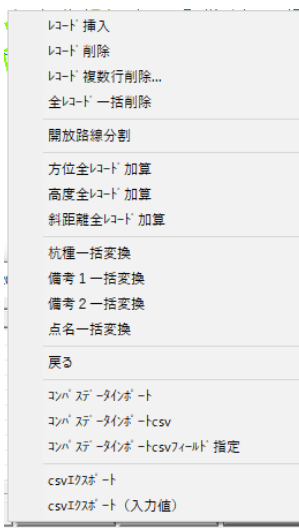 ﾚｺｰﾄﾞ挿入
ﾚｺｰﾄﾞ削除
ﾚｺｰﾄﾞ複数行削除...
全ﾚｺｰﾄﾞ一括削除
開放路線分割
方位全ﾚｺｰﾄﾞ加算
高度全ﾚｺｰﾄﾞ加算
斜距離全ﾚｺｰﾄﾞ加算
杭種一括変換
備考１一括変換
備考２一括変換
点名一括変換
戻る
ｺﾝﾊﾟｽﾃﾞｰﾀｲﾝﾎﾟｰﾄ
ｺﾝﾊﾟｽﾃﾞｰﾀｲﾝﾎﾟｰﾄcsv
ｺﾝﾊﾟｽﾃﾞｰﾀｲﾝﾎﾟｰﾄcsvﾌｨｰﾙﾄﾞ指定
csvｴｸｽﾎﾟｰﾄ
csvｴｸｽﾎﾟｰﾄ（入力値）